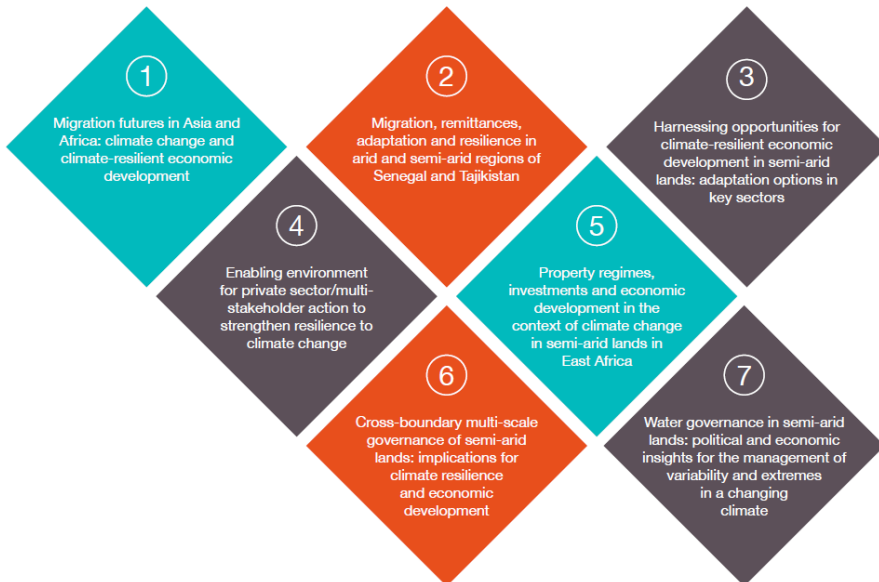 1
Migration futures in Asia and
Africa: climate change and
climate-resilient economic
development
2
Migration, remittances,
adaptation and resilience in
arid and semi-arid regions of
Senegal and Tajikistan
3
Harnessing opportunities for
climate-resilient economic
development in semi-arid
lands: adaptation options in
key sectors
4
Enabling environment
for private sector/multi-
stakeholder action to
strengthen resilience to
climate change
5
Property regimes,
investments and economic
development in the
context of climate change
in semi-arid lands in
East Africa
6
Cross-boundary multi-scale
governance of semi-arid
lands: implications for
climate resilience
and economic
development
7
Water governance in semi-arid
lands: political and economic
insights for the management of
variability and extremes
in a changing
climate